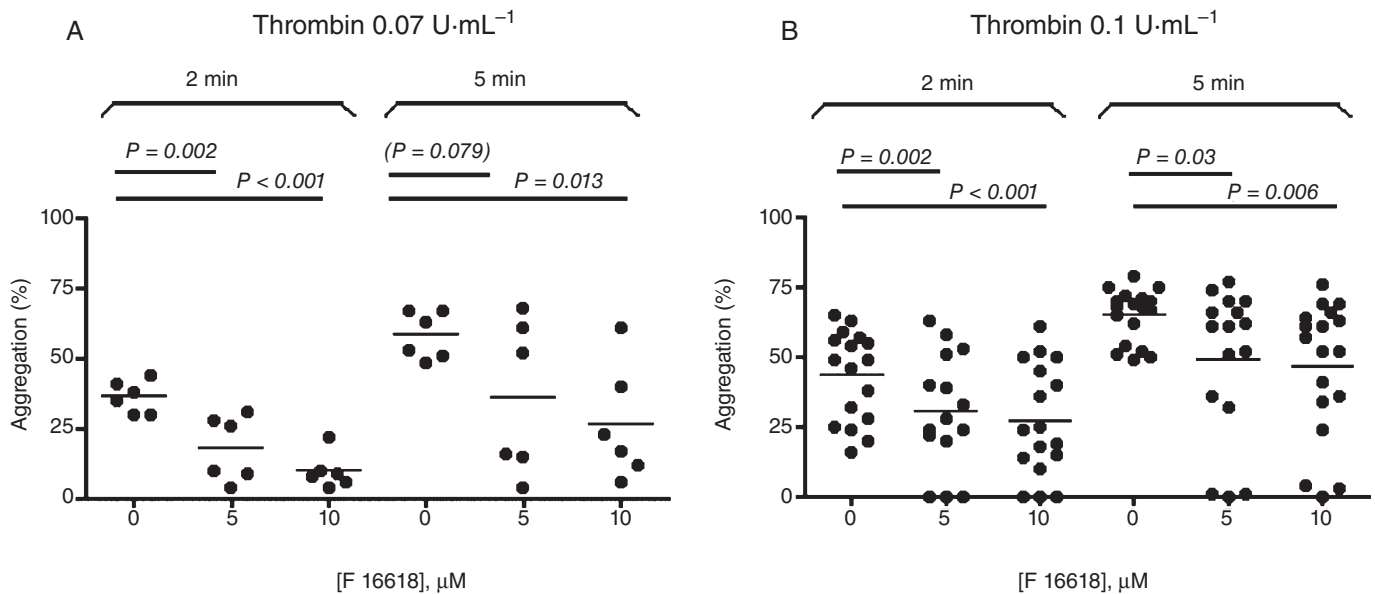 A
Thrombin 0.07 U·mL⁻¹
2 min
5 min
P = 0.002
(P = 0.079)
P < 0.001
P = 0.013
100
75
50
25
0
Aggregation (%)
0 5 10 0 5 10
[F 16618], μM
B
Thrombin 0.1 U·mL⁻¹
2 min
5 min
P = 0.002
P = 0.03
P < 0.001
P = 0.006
100
75
50
25
0
Aggregation (%)
0 5 10 0 5 10
[F 16618], μM